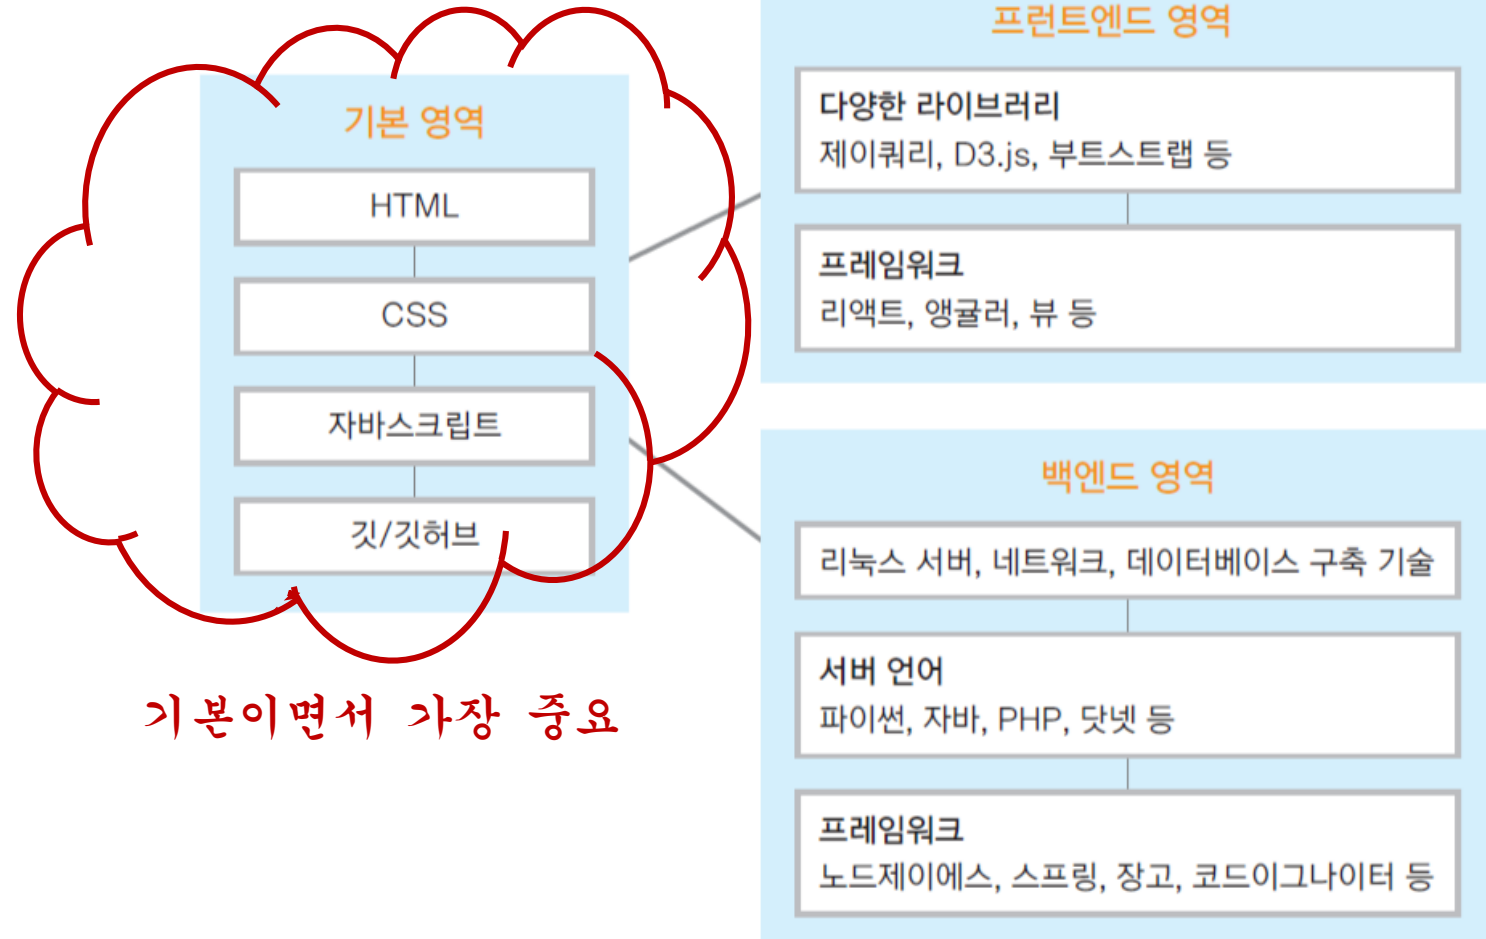 기본 영역
HTML
CSS
자바스크립트
깃/깃허브
기본이면서 가장 중요
프런트엔드 영역
다양한 라이브러리
제이쿼리, D3.js, 부트스트랩 등
프레임워크
리액트, 앵귤러, 뷰 등
백엔드 영역
리눅스 서버, 네트워크, 데이터베이스 구축 기술
서버 언어
파이썬, 자바, PHP, 닷넷 등
프레임워크
노드제이에스, 스프링, 장고, 코드이그나이터 등